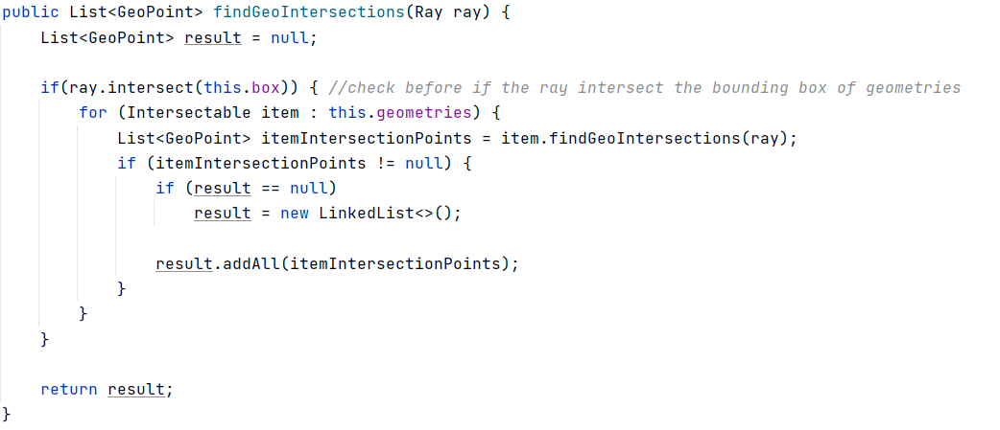 public List<GeoPoint> findGeoIntersections(Ray ray) {
    List<GeoPoint> result = null;

    if(ray.intersect(this.box)) { //check before if the ray intersect the bounding box of geometries
        for (Intersectable item : this.geometries) {
            List<GeoPoint> itemIntersectionPoints = item.findGeoIntersections(ray);
            if (itemIntersectionPoints != null) {
                if (result == null)
                    result = new LinkedList<>();

                result.addAll(itemIntersectionPoints);
            }
        }
    }

    return result;
}